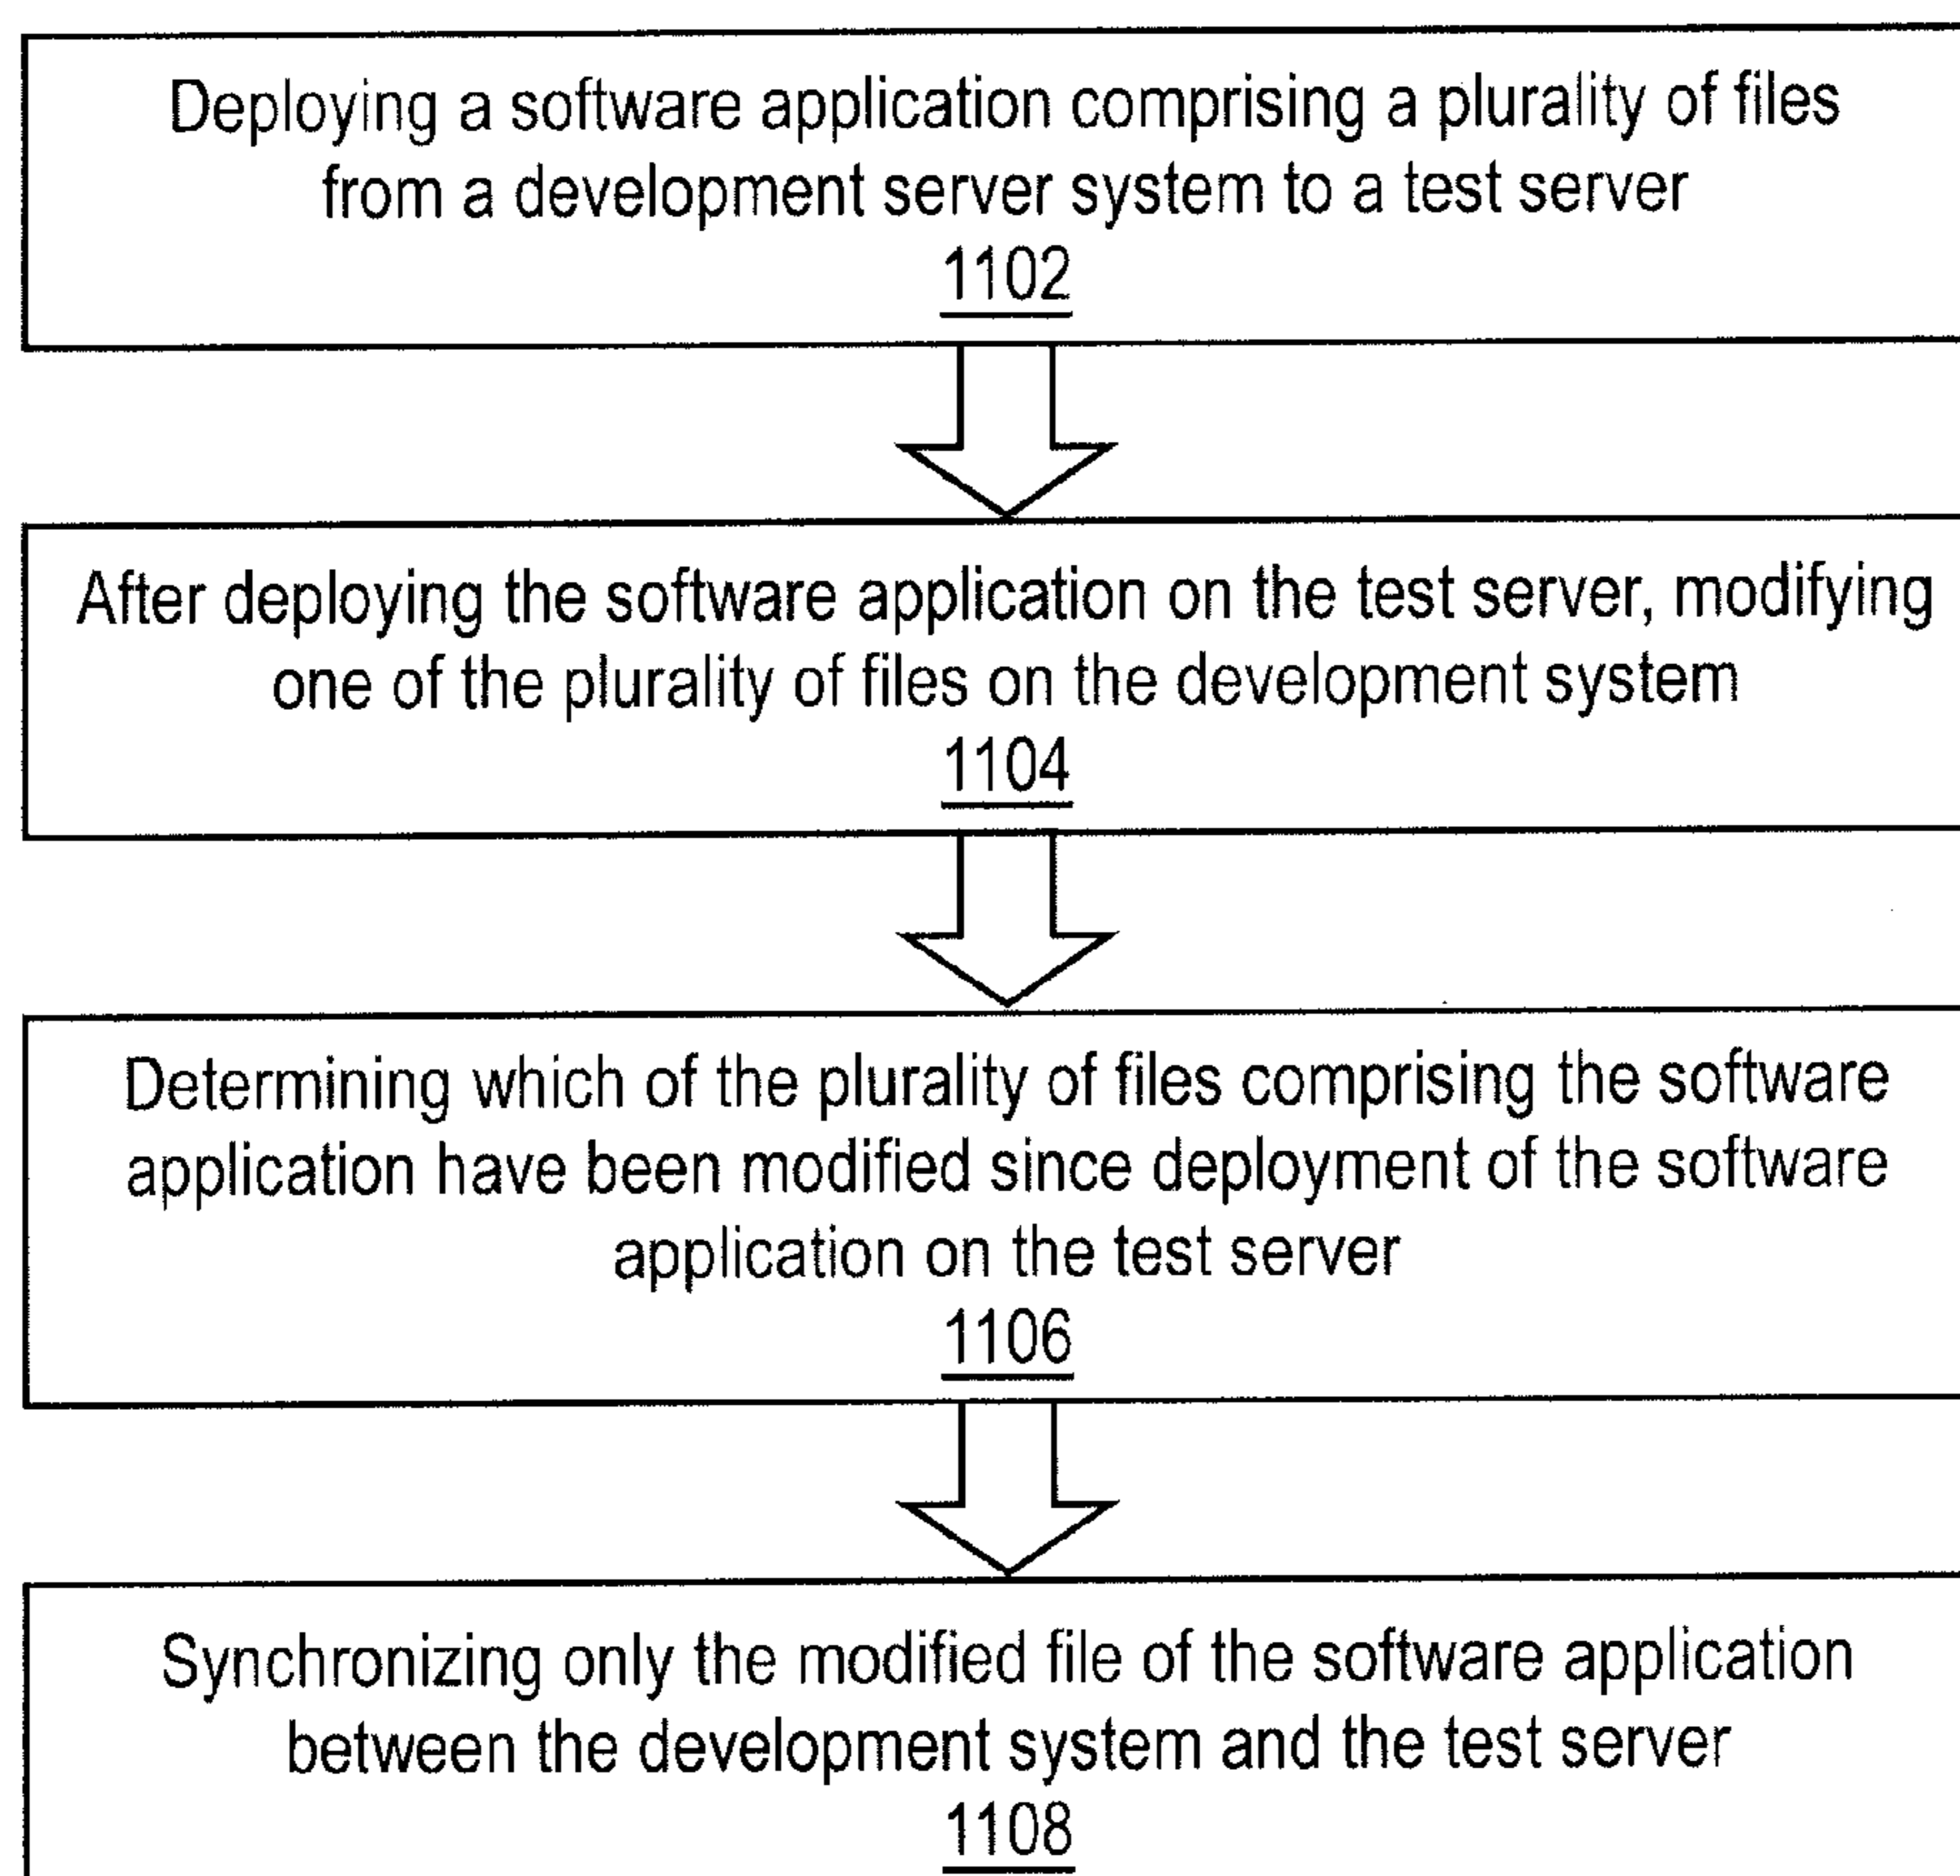 Deploying a software application comprising a plurality of files
from a development server system to a test server
1102
After deploying the software application on the test server, modifying
one of the plurality of files on the development system
1104
Determining which of the plurality of files comprising the software
application have been modified since deployment of the software
application on the test server
1106
Synchronizing only the modified file of the software application
between the development system and the test server
1108